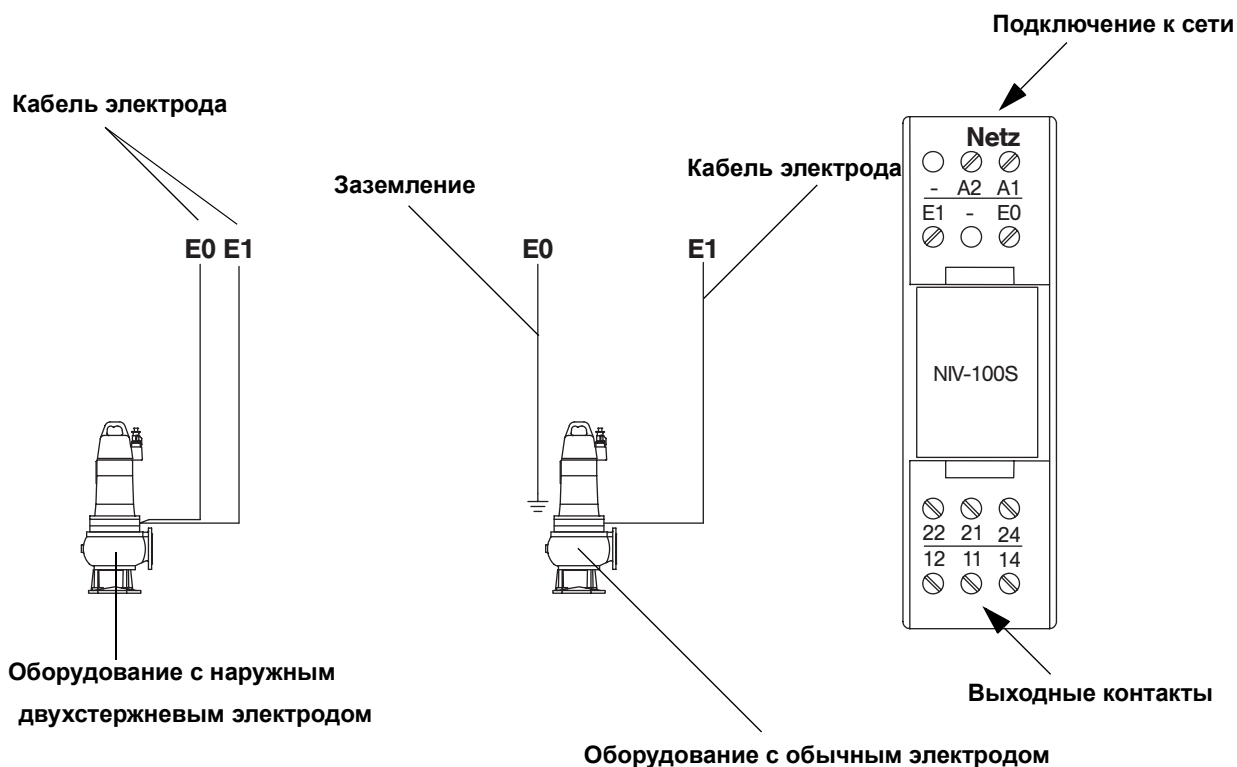 Подключение к сети
Кабель электрода
Netz
Заземление
Кабель электрода
- A2 A1
E1 - E0
E0 E1
E0
E1
NIV-100S
22 21 24
12 11 14
Оборудование с наружным
двухстержневым электродом
Выходные контакты
Оборудование с обычным электродом